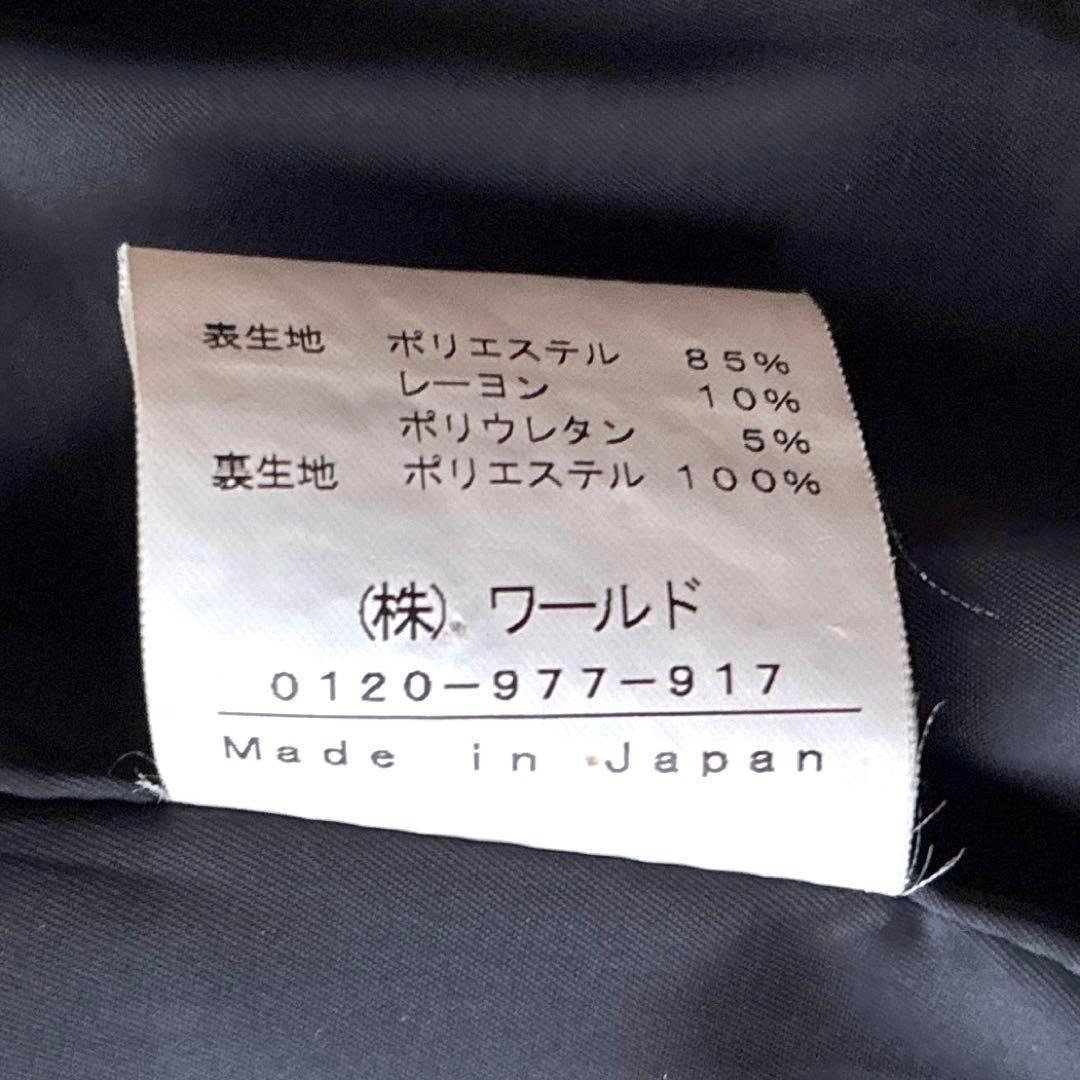 表生地 ポリエステル 85%
レーヨン 10%
ポリウレタン 5%
裏生地 ポリエステル 100%
(株)ワールド
0120-977-917
Made in Japan